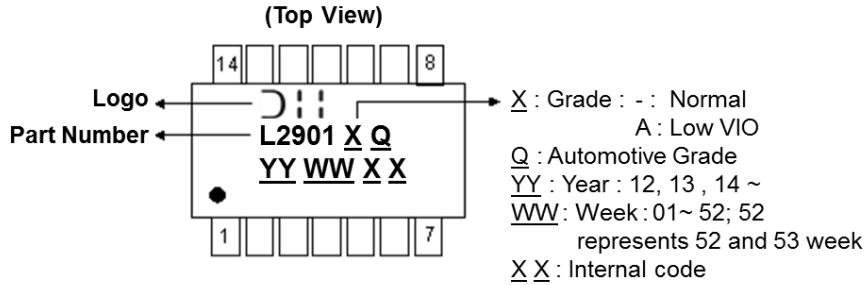 (Top View)
14
8
Logo
Part Number
L2901 X Q
YY WW X X
1
7
X : Grade : - : Normal
A : Low VIO
Q : Automotive Grade
YY : Year : 12, 13 , 14 ~
WW : Week : 01~ 52; 52
represents 52 and 53 week
X X : Internal code